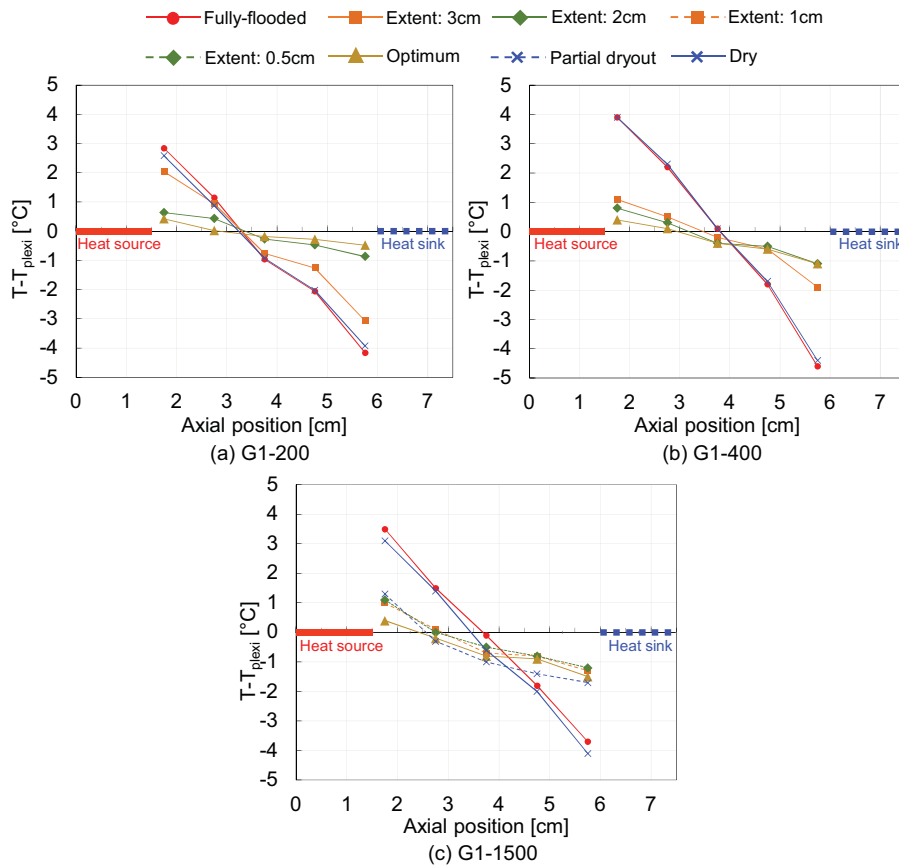 Fully-flooded Extent: 3cm Extent: 2cm Extent: 1cm
Extent: 0.5cm Optimum Partial dryout Dry
5
4
3
2
1
0
-1
-2
-3
-4
-5
T-Tplexi [°C]
Heat source
Heat sink
0 1 2 3 4 5 6 7
Axial position [cm]
(a) G1-200
5
4
3
2
1
0
-1
-2
-3
-4
-5
T-Tplexi [°C]
Heat source
Heat sink
0 1 2 3 4 5 6 7
Axial position [cm]
(b) G1-400
5
4
3
2
1
0
-1
-2
-3
-4
-5
T-Tplexi [°C]
Heat source
Heat sink
0 1 2 3 4 5 6 7
Axial position [cm]
(c) G1-1500